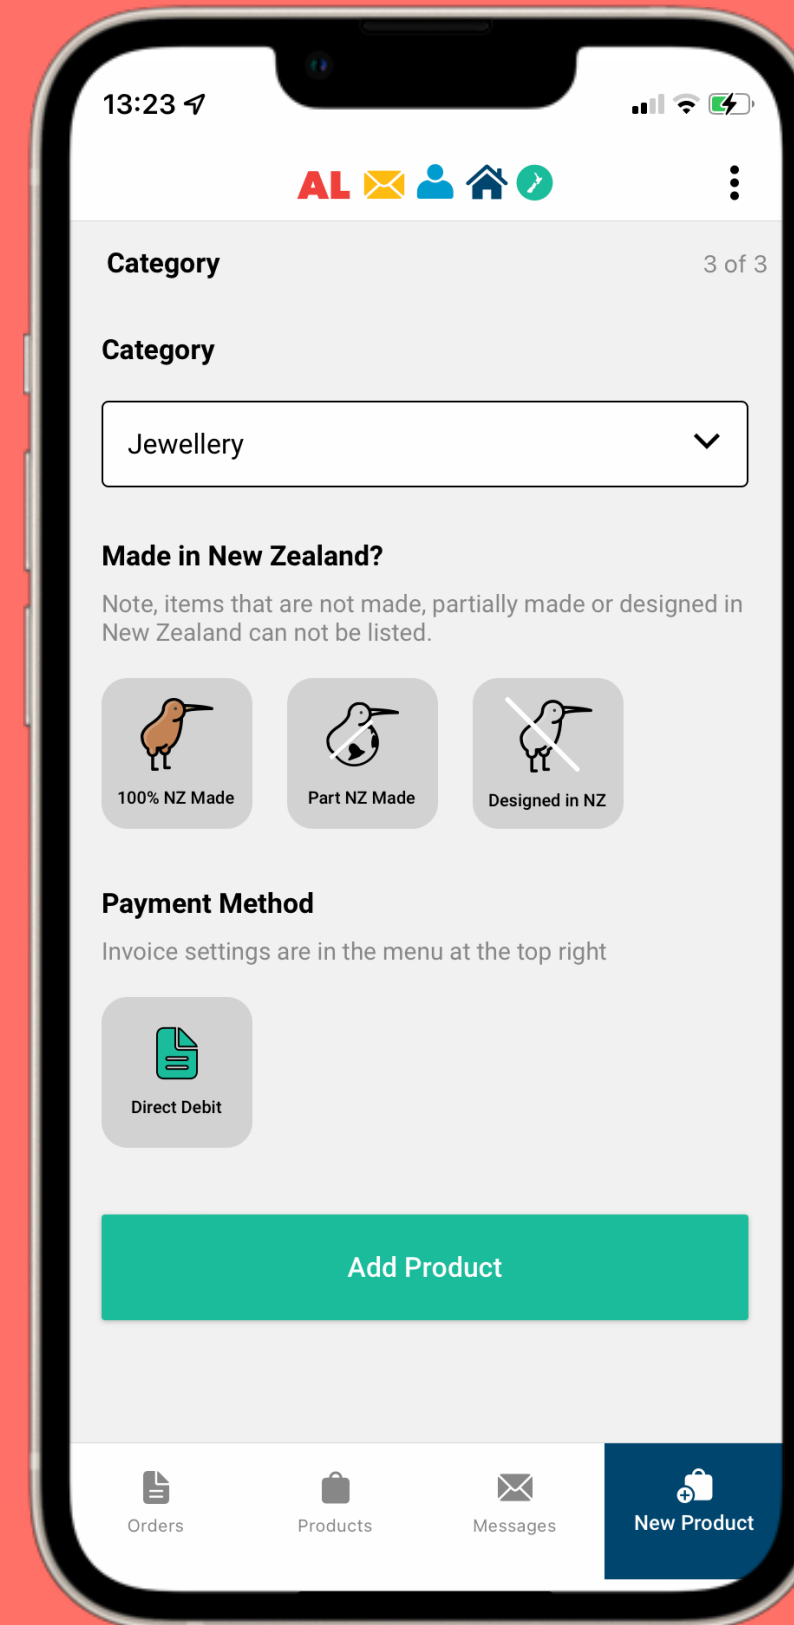 13:23
AL
Category
3 of 3
Category
Jewellery
Made in New Zealand?
Note, items that are not made, partially made or designed in
New Zealand can not be listed.
100% NZ Made
Part NZ Made
Designed in NZ
Payment Method
Invoice settings are in the menu at the top right
Direct Debit
Add Product
Orders
Products
Messages
New Product